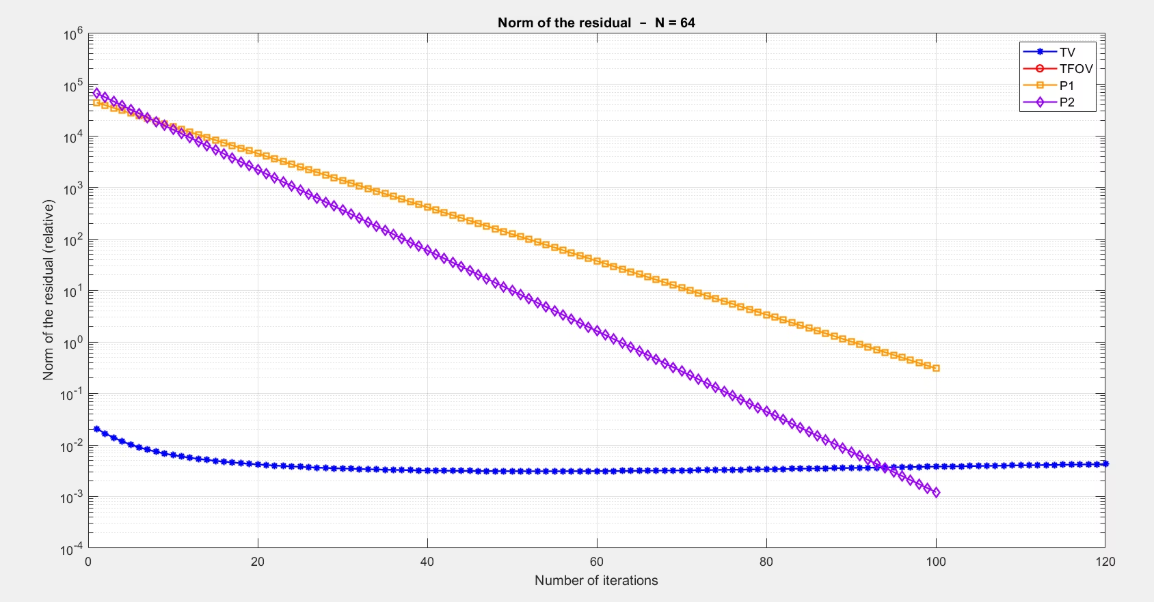 Norm of the residual – N = 64
Norm of the residual (relative)
10^6
10^5
10^4
10^3
10^2
10^1
10^0
10^-1
10^-2
10^-3
10^-4
TV
TFOV
P1
P2
0 20 40 60 80 100 120
Number of iterations